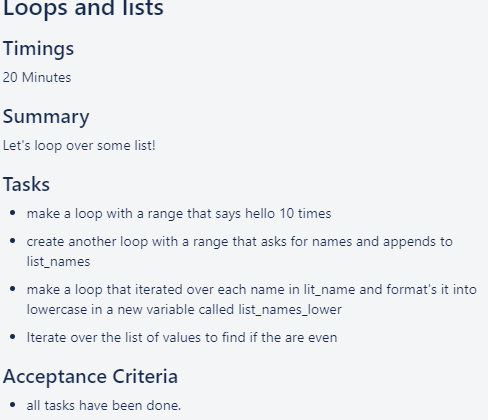 Loops and lists
Timings
20 Minutes
Summary
Let's loop over some list!
Tasks
make a loop with a range that says hello 10 times
create another loop with a range that asks for names and appends to
list_names
make a loop that iterated over each name in lit_name and format's it into
lowercase in a new variable called list_names_lower
Iterate over the list of values to find if the are even
Acceptance Criteria
all tasks have been done.